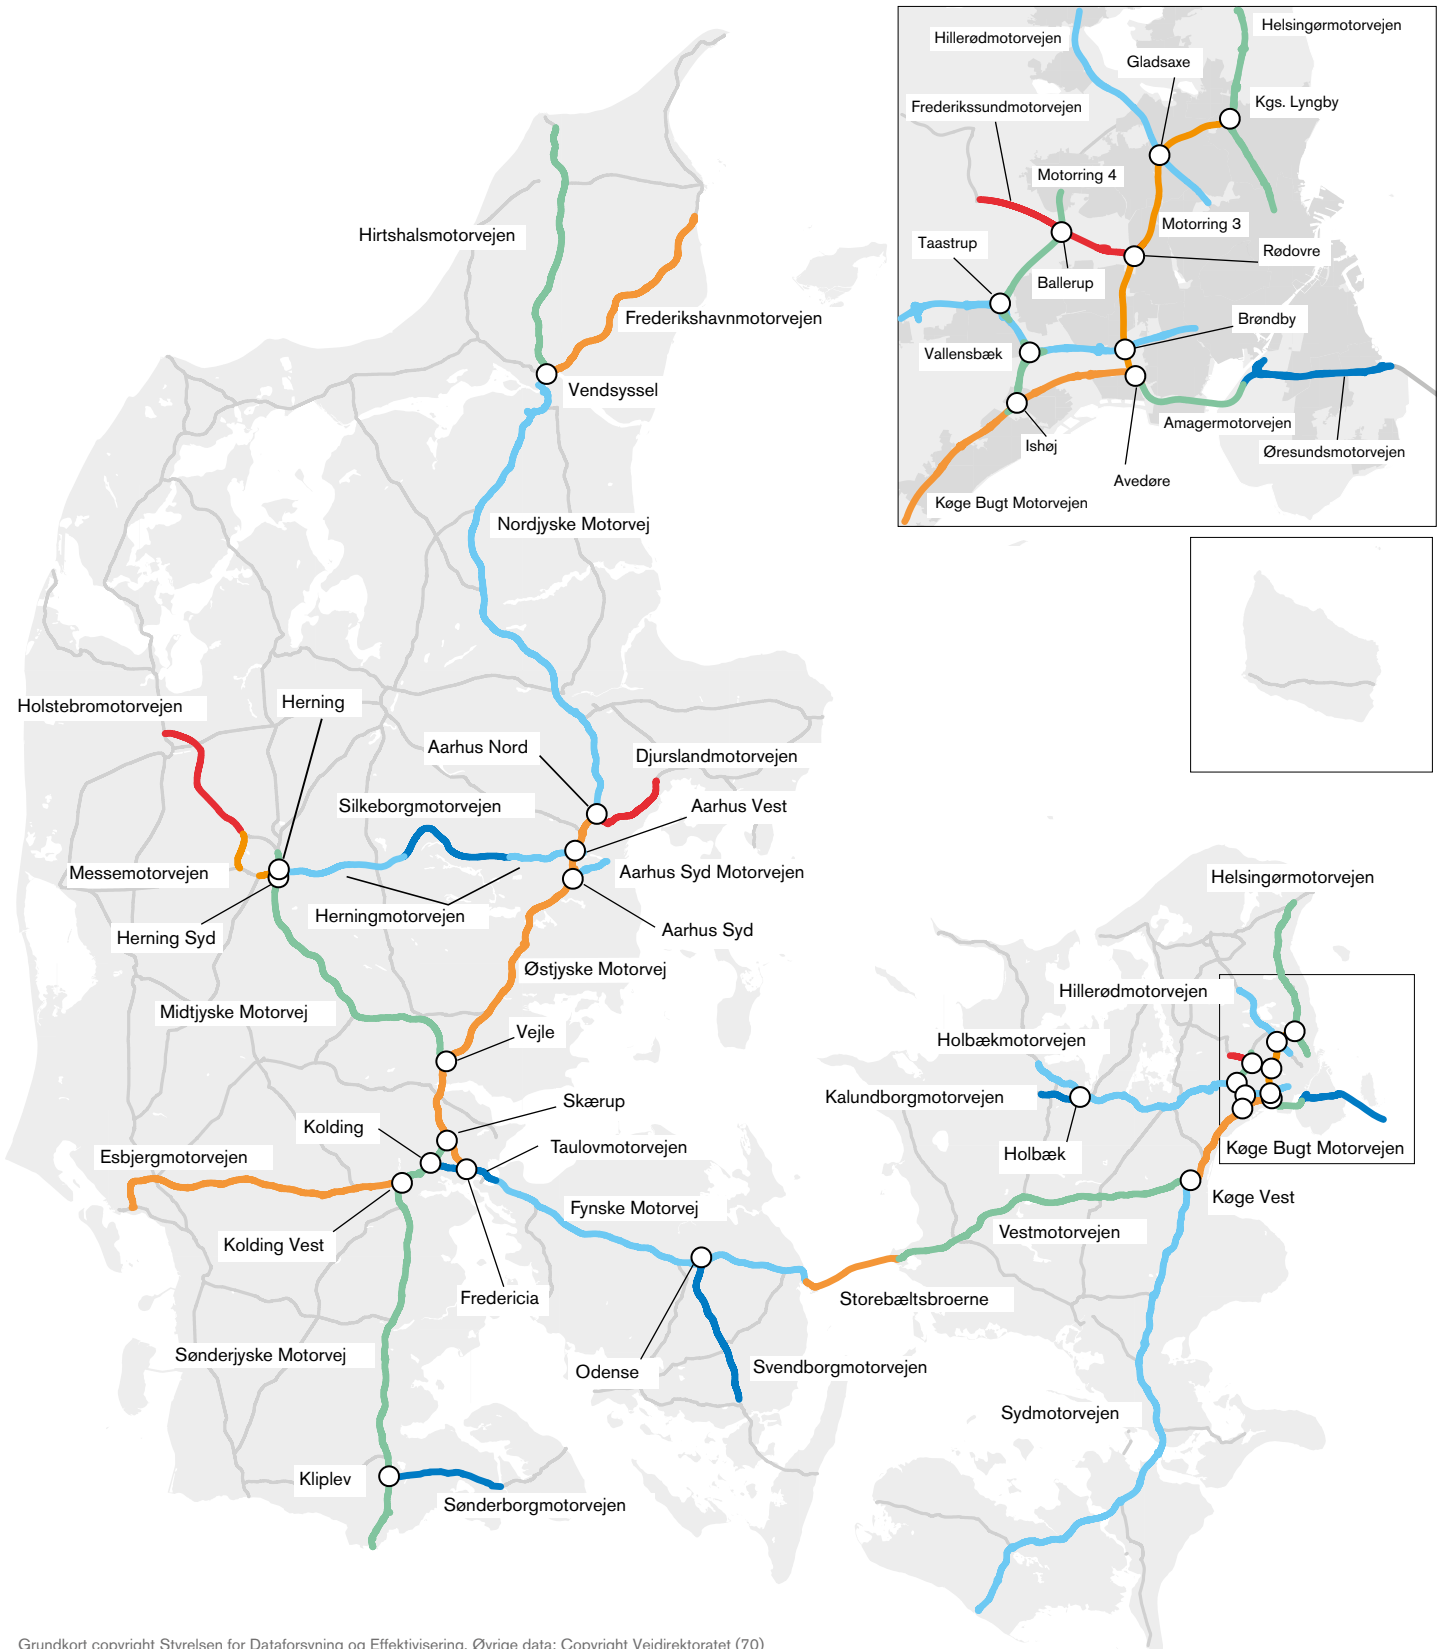 Hillerødmotorvejen
Helsingørmotorvejen
Gladsaxe
Frederikssundmotorvejen
Kgs. Lyngby
Motorring 4
Motorring 3
Taastrup
Rødovre
Ballerup
Brøndby
Vallensbæk
Amagermotorvejen
Ishøj
Øresundsmotorvejen
Avedøre
Køge Bugt Motorvejen
Hirtshalsmotorvejen
Frederikshavnmotorvejen
Vendsyssel
Nordjyske Motorvej
Holstebromotorvejen
Herning
Aarhus Nord
Djurslandmotorvejen
Silkeborgmotorvejen
Aarhus Vest
Messemotorvejen
Aarhus Syd Motorvejen
Herningmotorvejen
Herning Syd
Aarhus Syd
Østjyske Motorvej
Midtjyske Motorvej
Vejle
Skærup
Kolding
Taulovmotorvejen
Esbjergmotorvejen
Fynske Motorvej
Kolding Vest
Fredericia
Sønderjyske Motorvej
Odense
Svendborgmotorvejen
Kliplev
Sønderborgmotorvejen
Helsingørmotorvejen
Hillerødmotorvejen
Holbækmotorvejen
Kalundborgmotorvejen
Holbæk
Køge Bugt Motorvejen
Køge Vest
Vestmotorvejen
Storebæltsbroerne
Sydmotorvejen
Grundkort copyright Styrelsen for Dataforsyning og Effektivisering. Øvrige data: Copyright Vejdirektoratet (70)